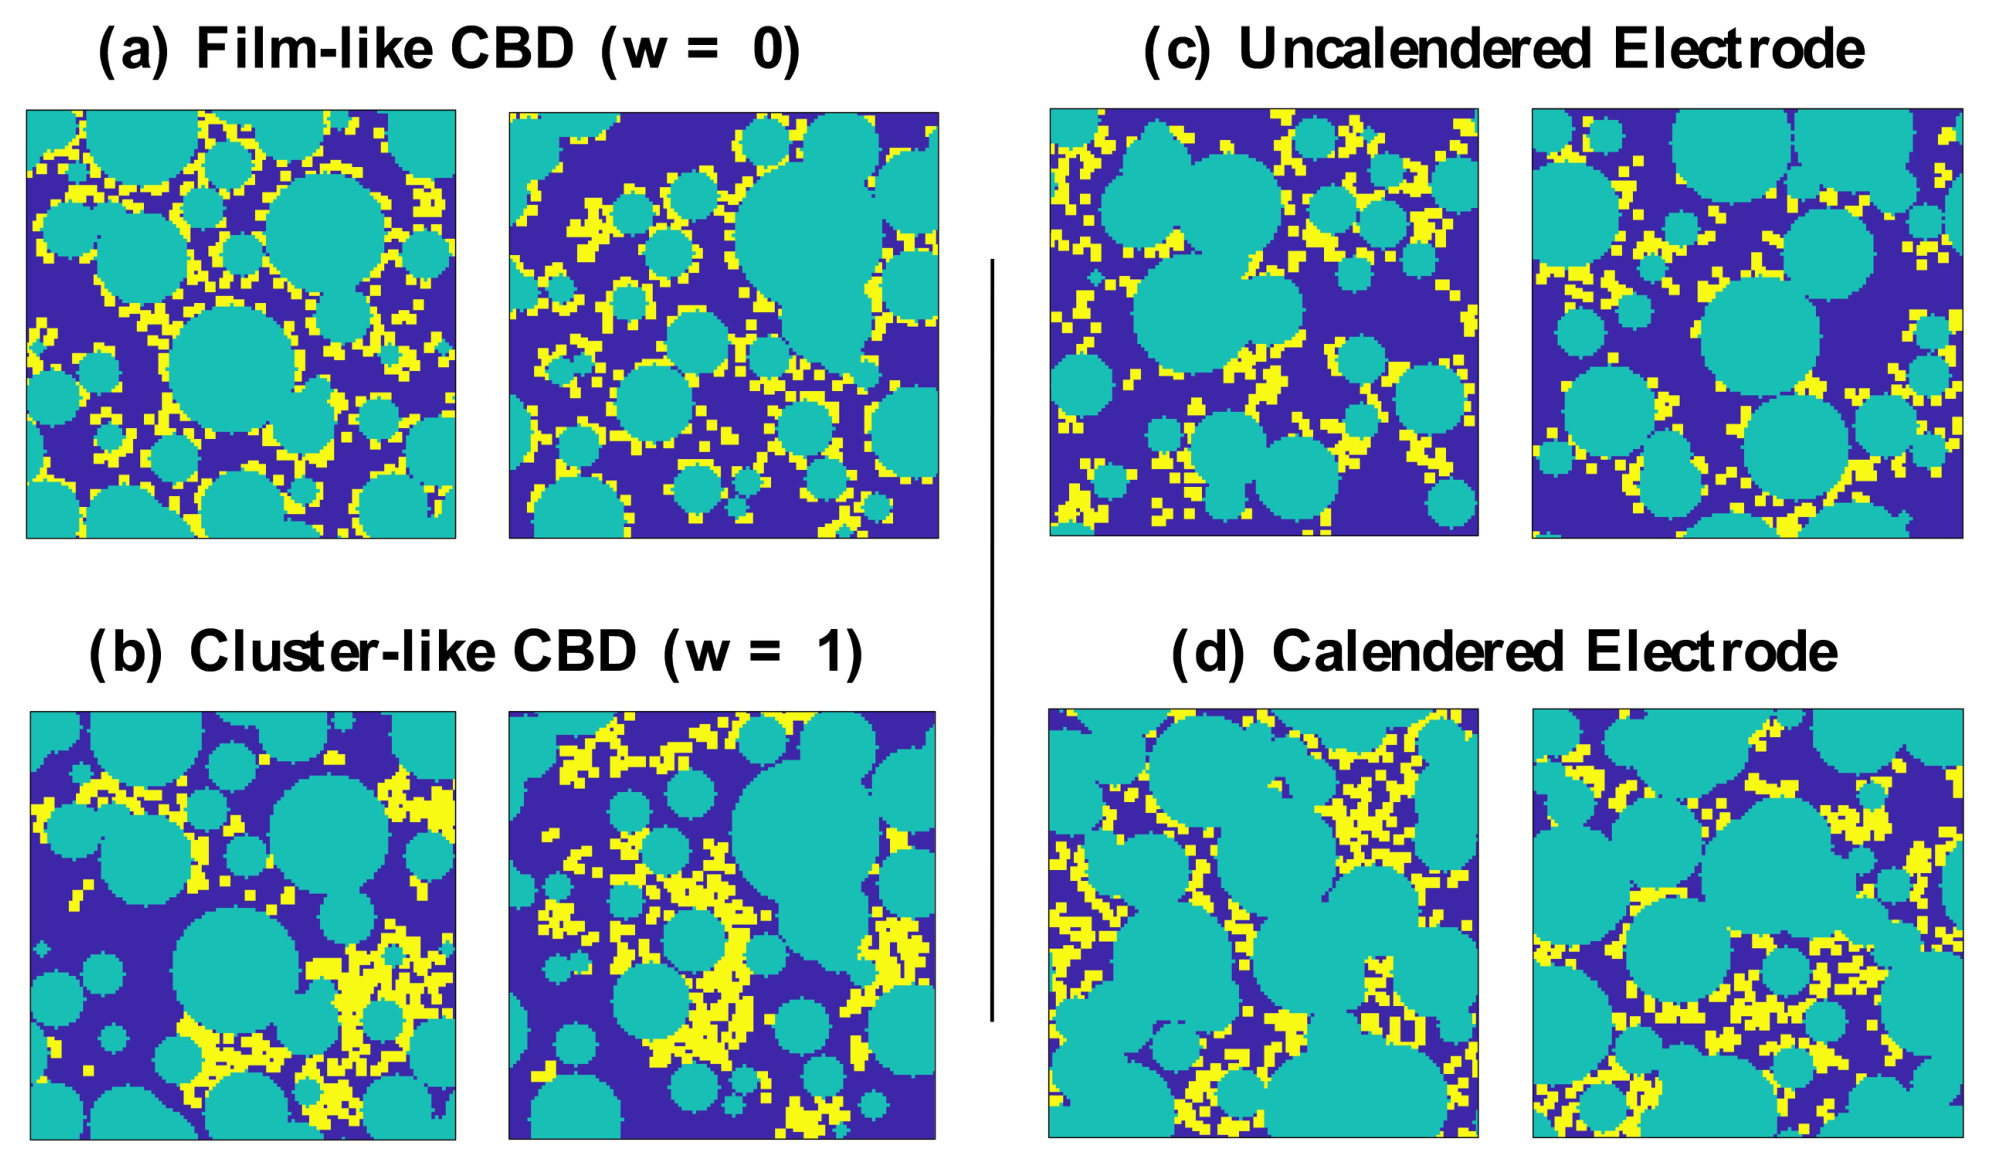 (a) Film-like CBD (w = 0)
(c) Uncalendered Electrode
(b) Cluster-like CBD (w = 1)
(d) Calendered Electrode